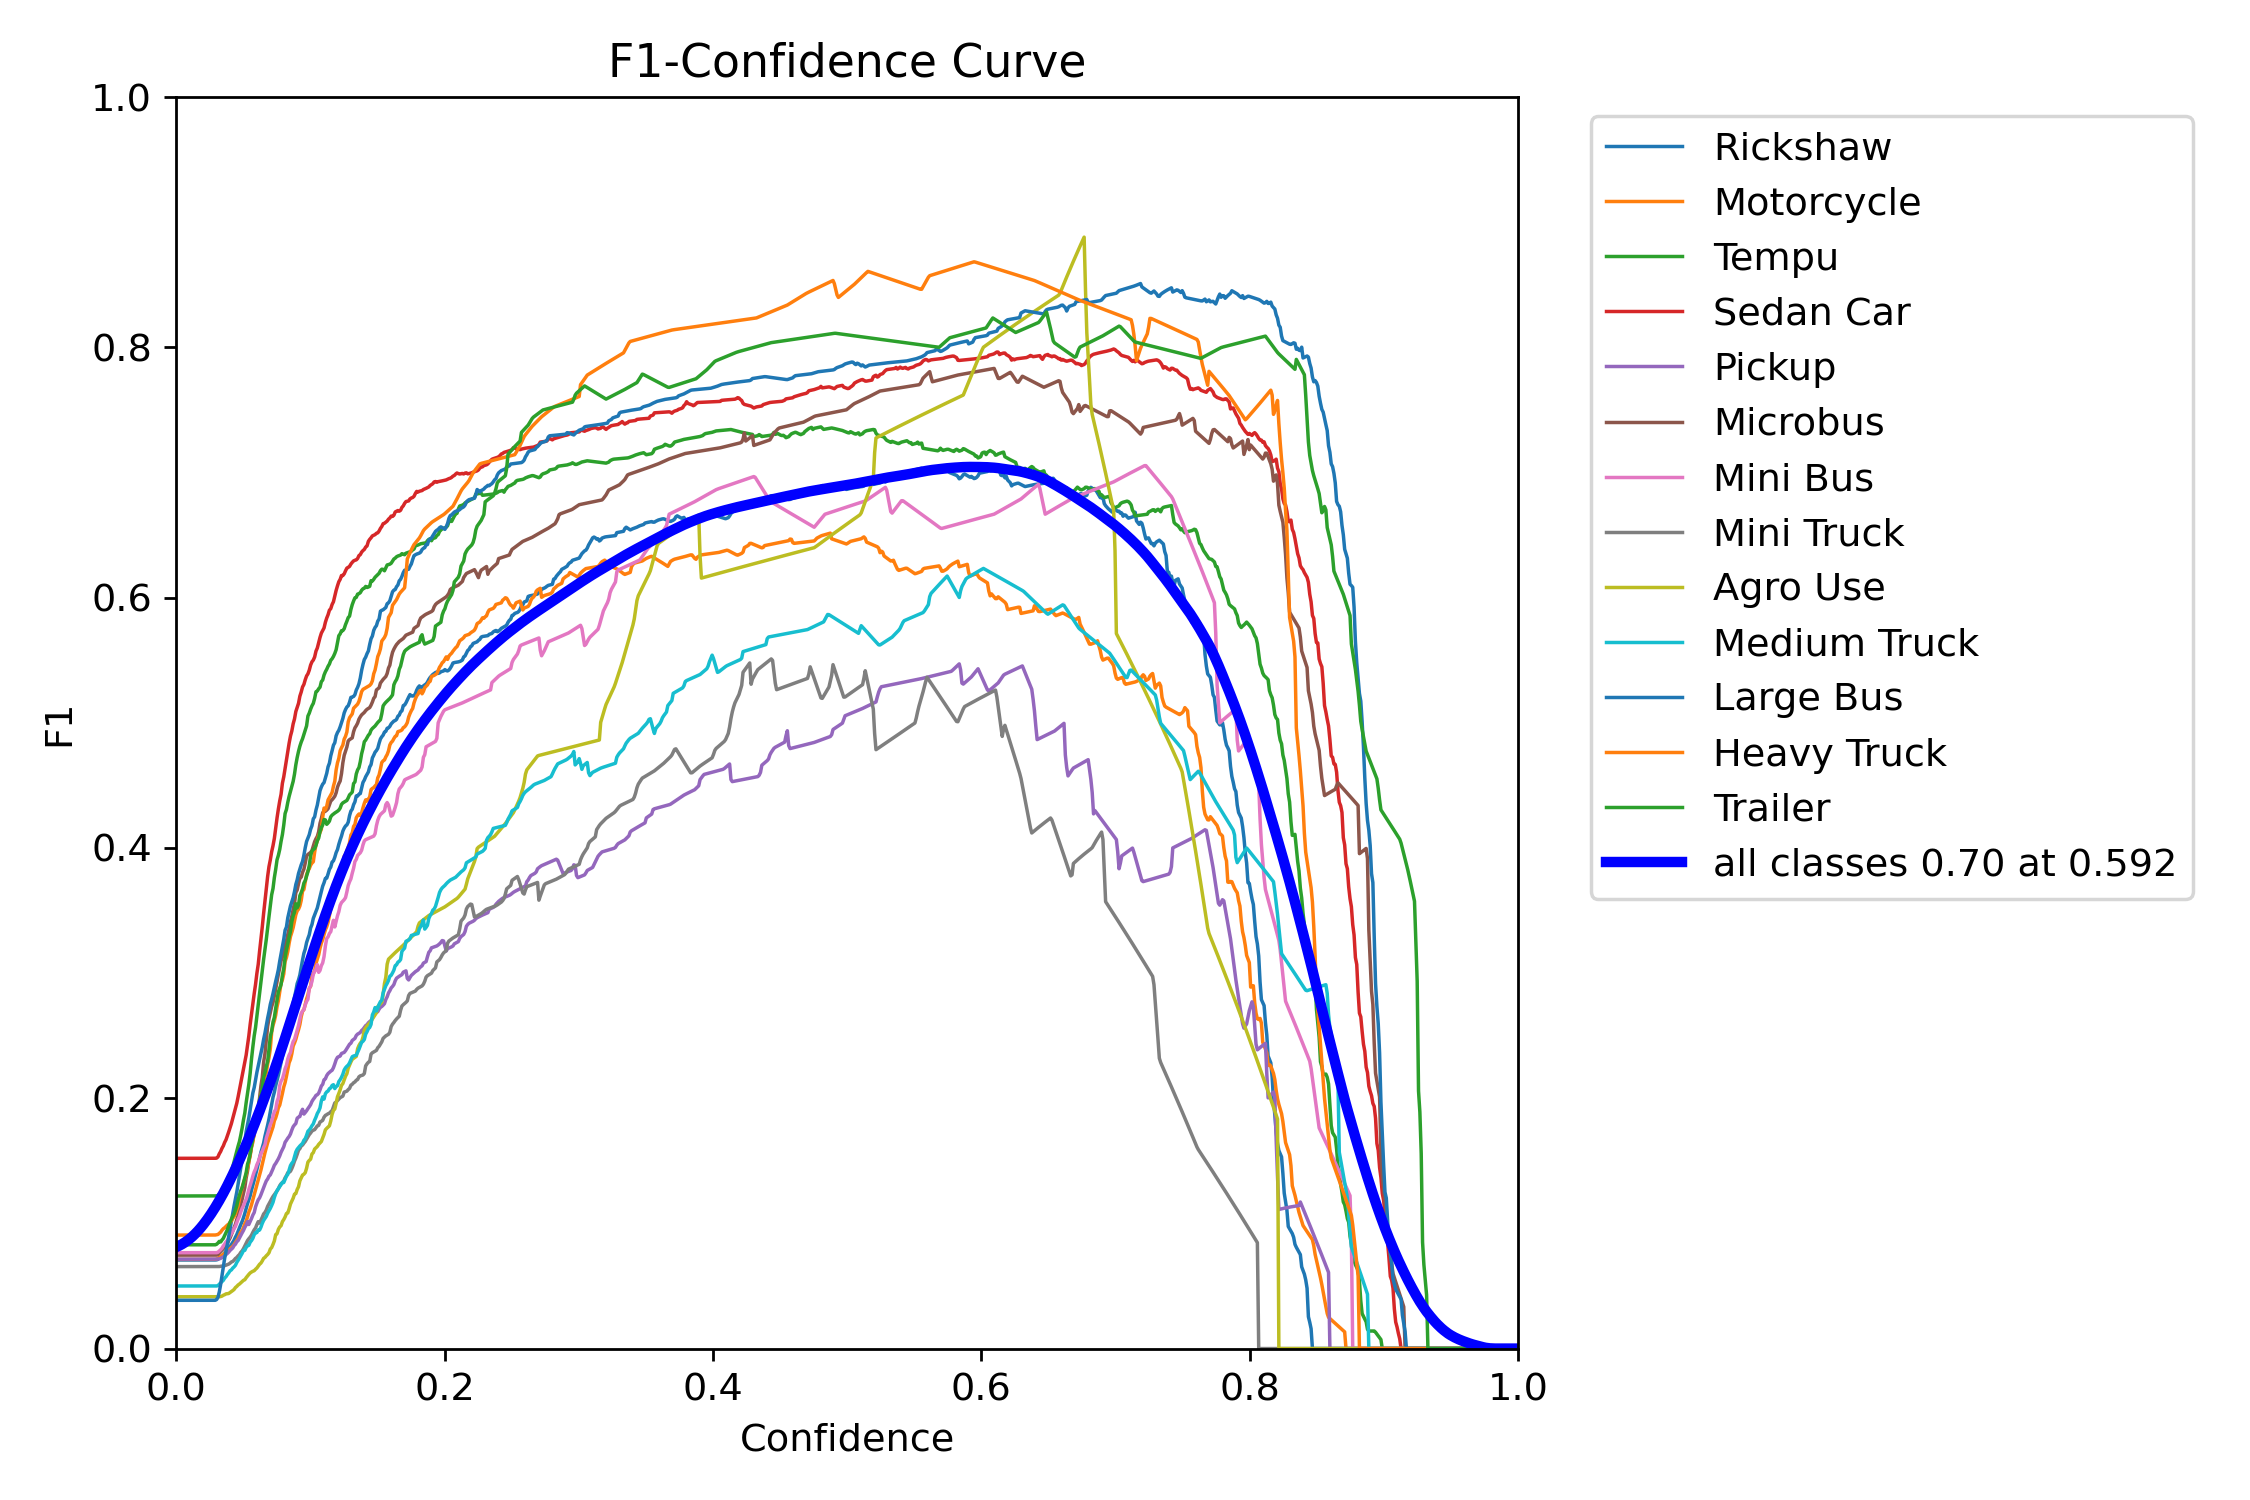 F1-Confidence Curve
1.0
0.8
0.6
0.4
0.2
0.0
F1
0.0 0.2 0.4 0.6 0.8 1.0
Confidence
Rickshaw
Motorcycle
Tempu
Sedan Car
Pickup
Microbus
Mini Bus
Mini Truck
Agro Use
Medium Truck
Large Bus
Heavy Truck
Trailer
all classes 0.70 at 0.592